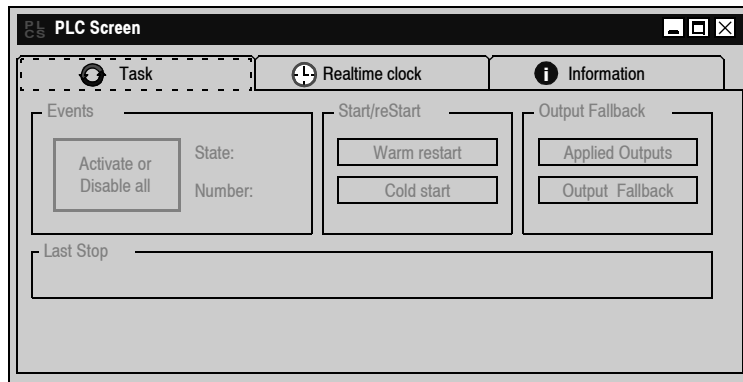 PLCS PLC Screen
Task Realtime clock Information
Events Start/reStart Output Fallback
Activate or
Disable all
State:
Number:
Warm restart
Cold start
Applied Outputs
Output Fallback
Last Stop